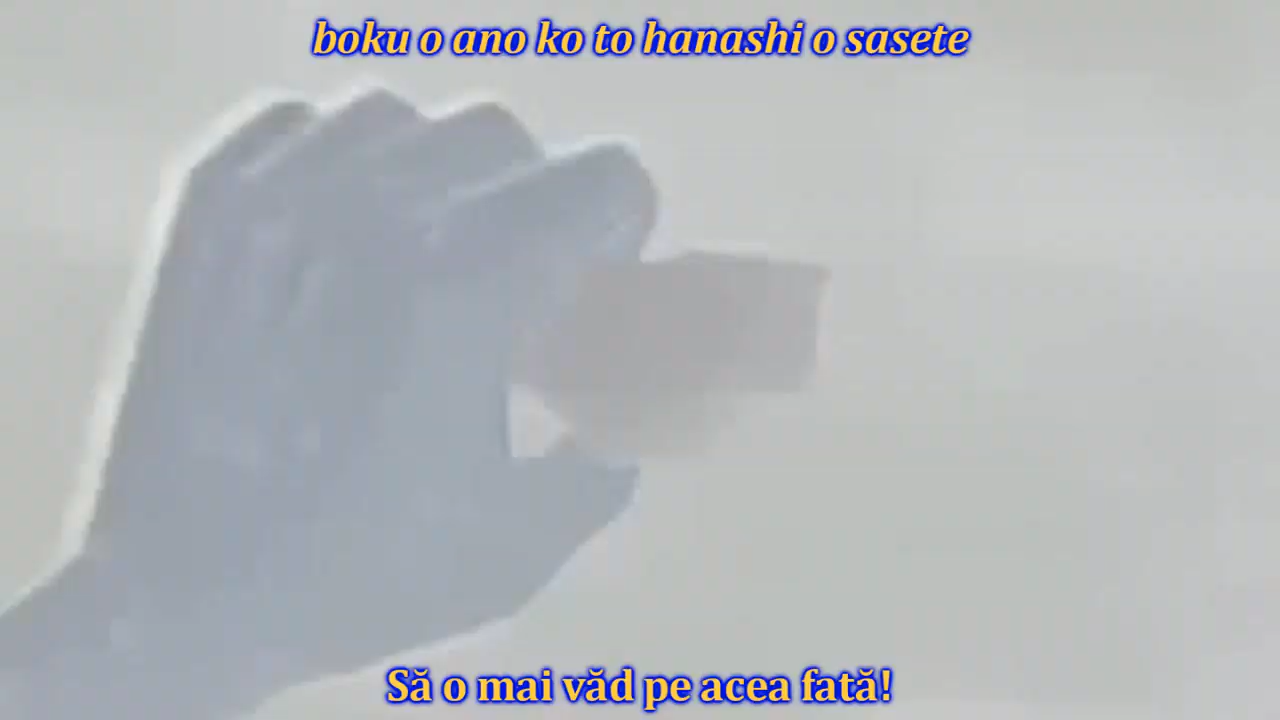 boku o ano ko to hanashi o sasete
Să o mai văd pe acea fată!